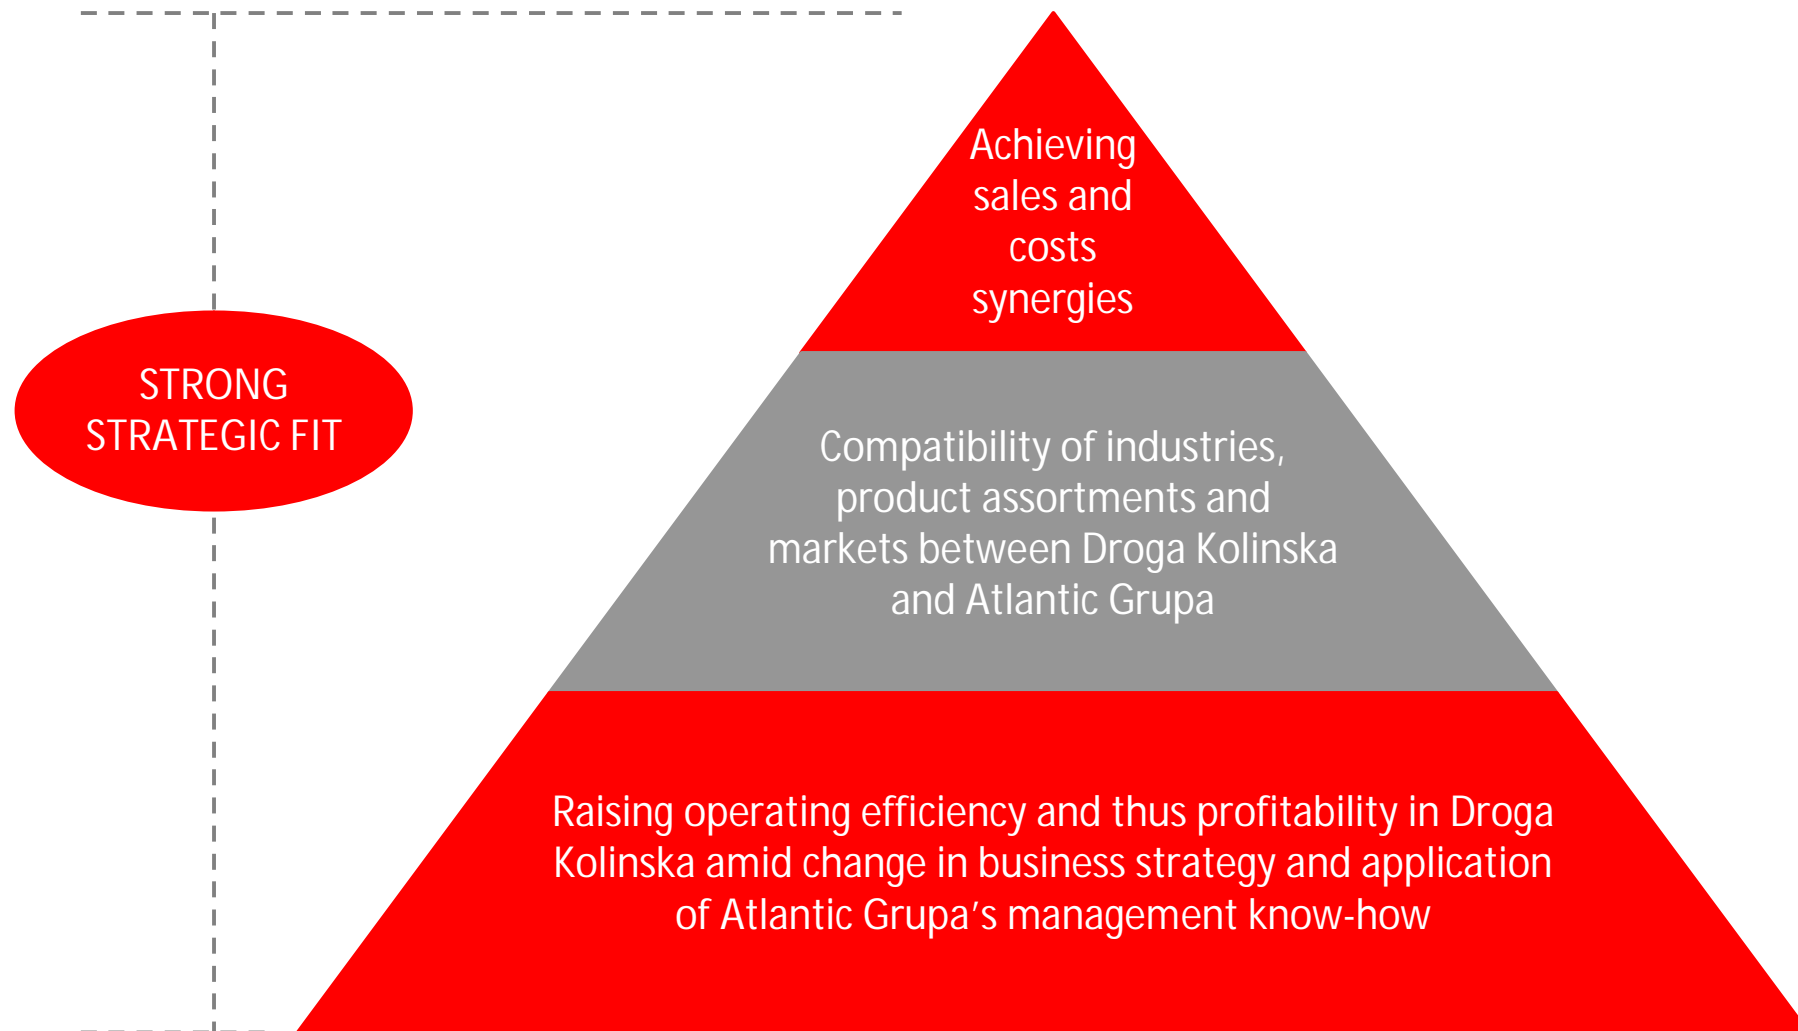 Achieving
sales and
costs
synergies
STRONG
STRATEGIC FIT
Compatibility of industries,
product assortments and
markets between Droga Kolinska
and Atlantic Grupa
Raising operating efficiency and thus profitability in Droga
Kolinska amid change in business strategy and application
of Atlantic Grupa’s management know-how